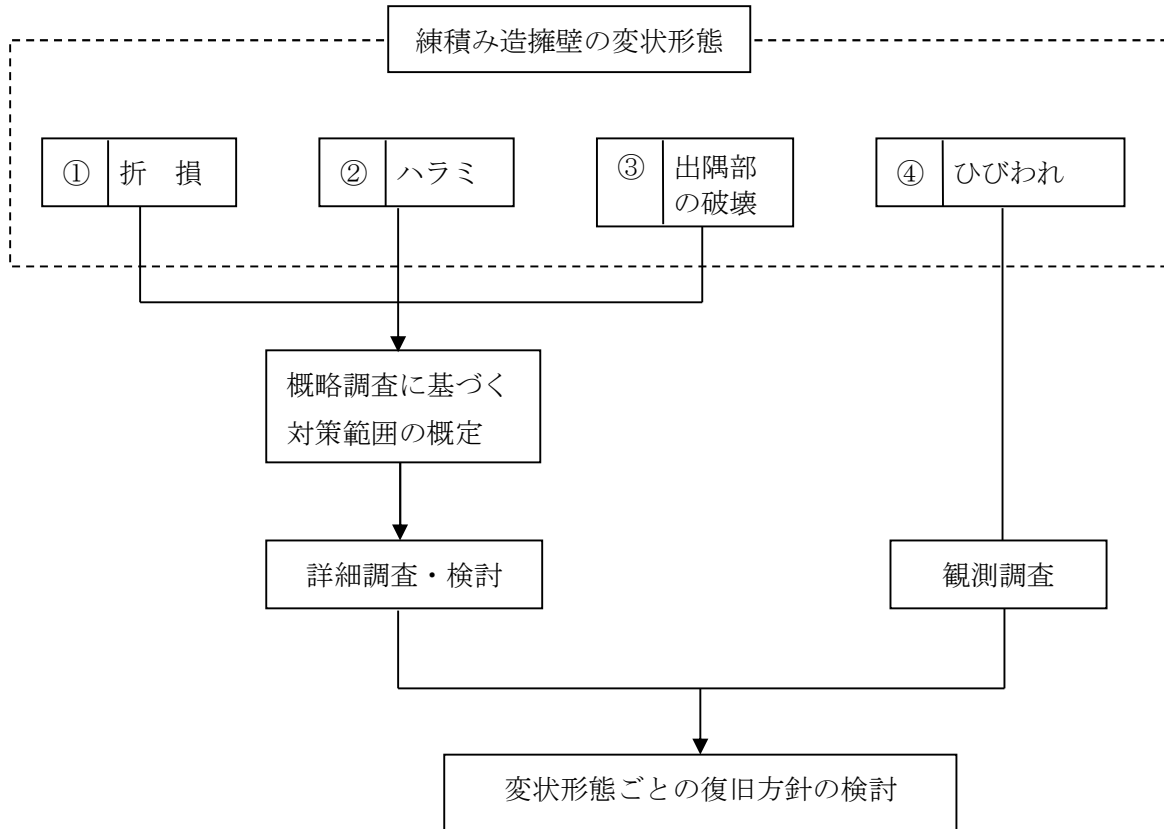 練積み造擁壁の変状形態
① 折　損
② ハラミ
③ 出隅部
の破壊
④ ひびわれ
概略調査に基づく
対策範囲の概定
詳細調査・検討
観測調査
変状形態ごとの復旧方針の検討